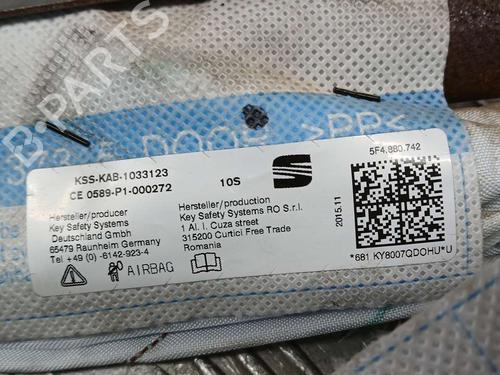 B-PARTS
>PP<
KSS-KAB-1033123
CE 0589-P1-000272
10S
Hersteller/producer
Key Safety Systems
Deutschland GmbH
65479 Raunheim Germany
Tel +49 (0) -6142-923-4
AIRBAG
Hersteller/production
Key Safety Systems RO S.r.l.
1 Al. I. Cuza street
315200 Curtici Free Trade
Romania
2015.11
5F4.880.742
*681 KY8007QDOHU*U